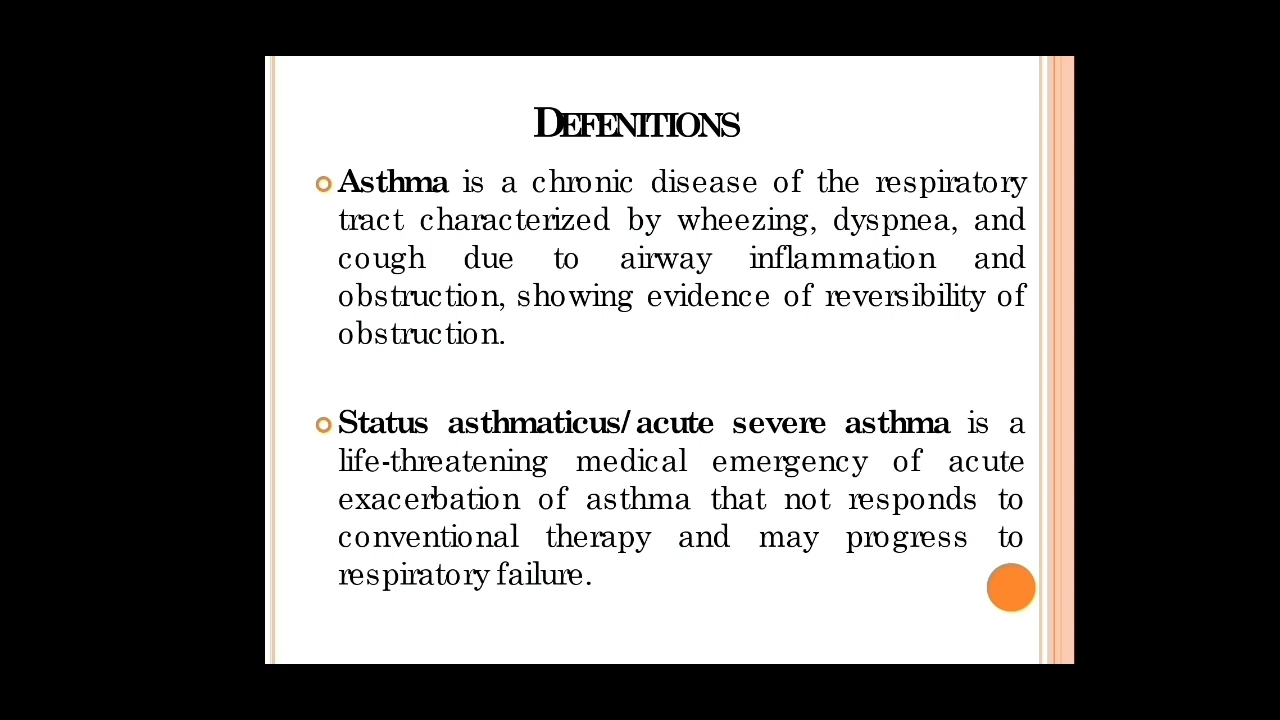 DEFENITIONS
Asthma is a chronic disease of the respiratory
tract characterized by wheezing, dyspnea, and
cough due to airway inflammation and
obstruction, showing evidence of reversibility of
obstruction.
Status asthmaticus/ acute severe asthma is a
life-threatening medical emergency of acute
exacerbation of asthma that not responds to
conventional therapy and may progress to
respiratory failure.